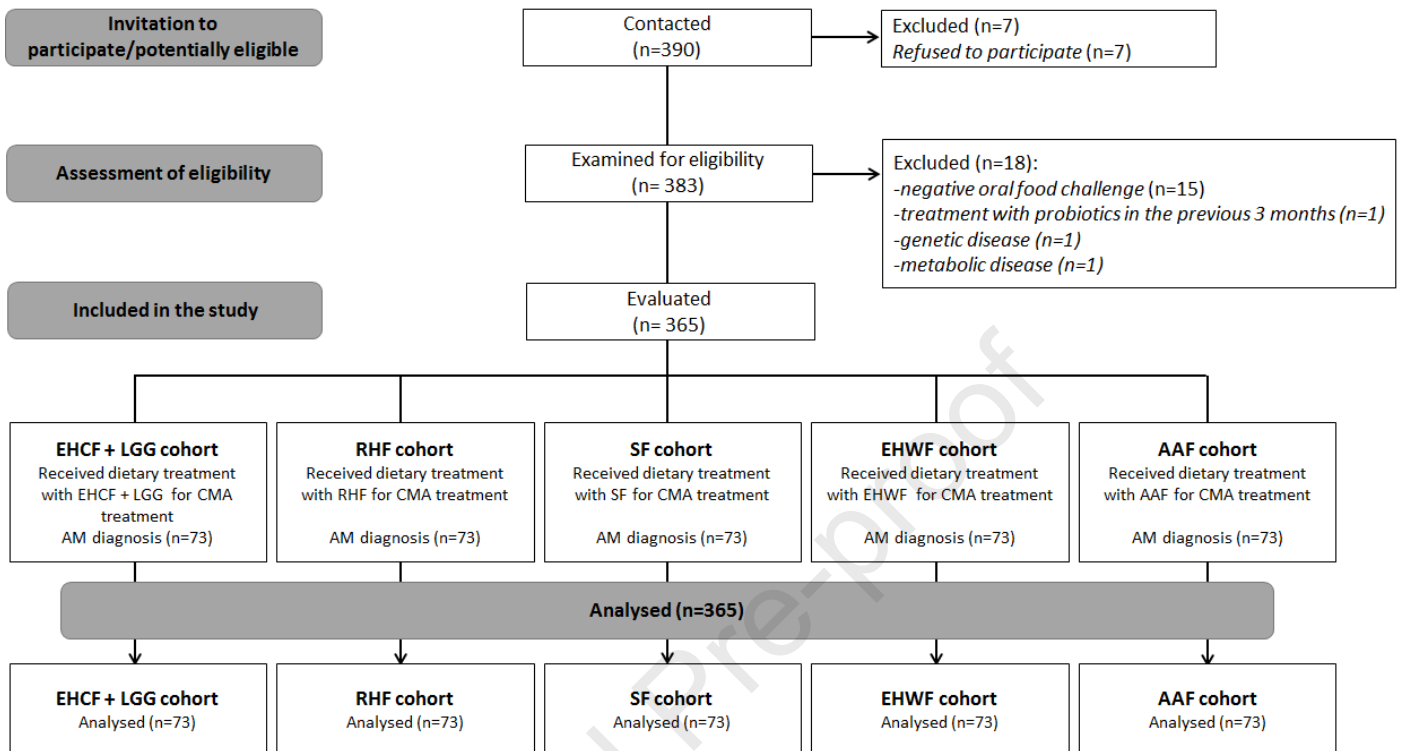 Invitation to
participate/potentially eligible
Contacted
(n=390)
Excluded (n=7)
Refused to participate (n=7)
Assessment of eligibility
Examined for eligibility
(n= 383)
Excluded (n=18):
-negative oral food challenge (n=15)
-treatment with probiotics in the previous 3 months (n=1)
-genetic disease (n=1)
-metabolic disease (n=1)
Included in the study
Evaluated
(n= 365)
EHCF + LGG cohort
Received dietary treatment
with EHCF + LGG for CMA
treatment
AM diagnosis (n=73)
RHF cohort
Received dietary treatment
with RHF for CMA treatment
AM diagnosis (n=73)
SF cohort
Received dietary treatment
with SF for CMA treatment
AM diagnosis (n=73)
EHWF cohort
Received dietary treatment
with EHWF for CMA treatment
AM diagnosis (n=73)
AAF cohort
Received dietary treatment
with AAF for CMA treatment
AM diagnosis (n=73)
Analysed (n=365)
EHCF + LGG cohort
Analysed (n=73)
RHF cohort
Analysed (n=73)
SF cohort
Analysed (n=73)
EHWF cohort
Analysed (n=73)
AAF cohort
Analysed (n=73)
Pre-proof